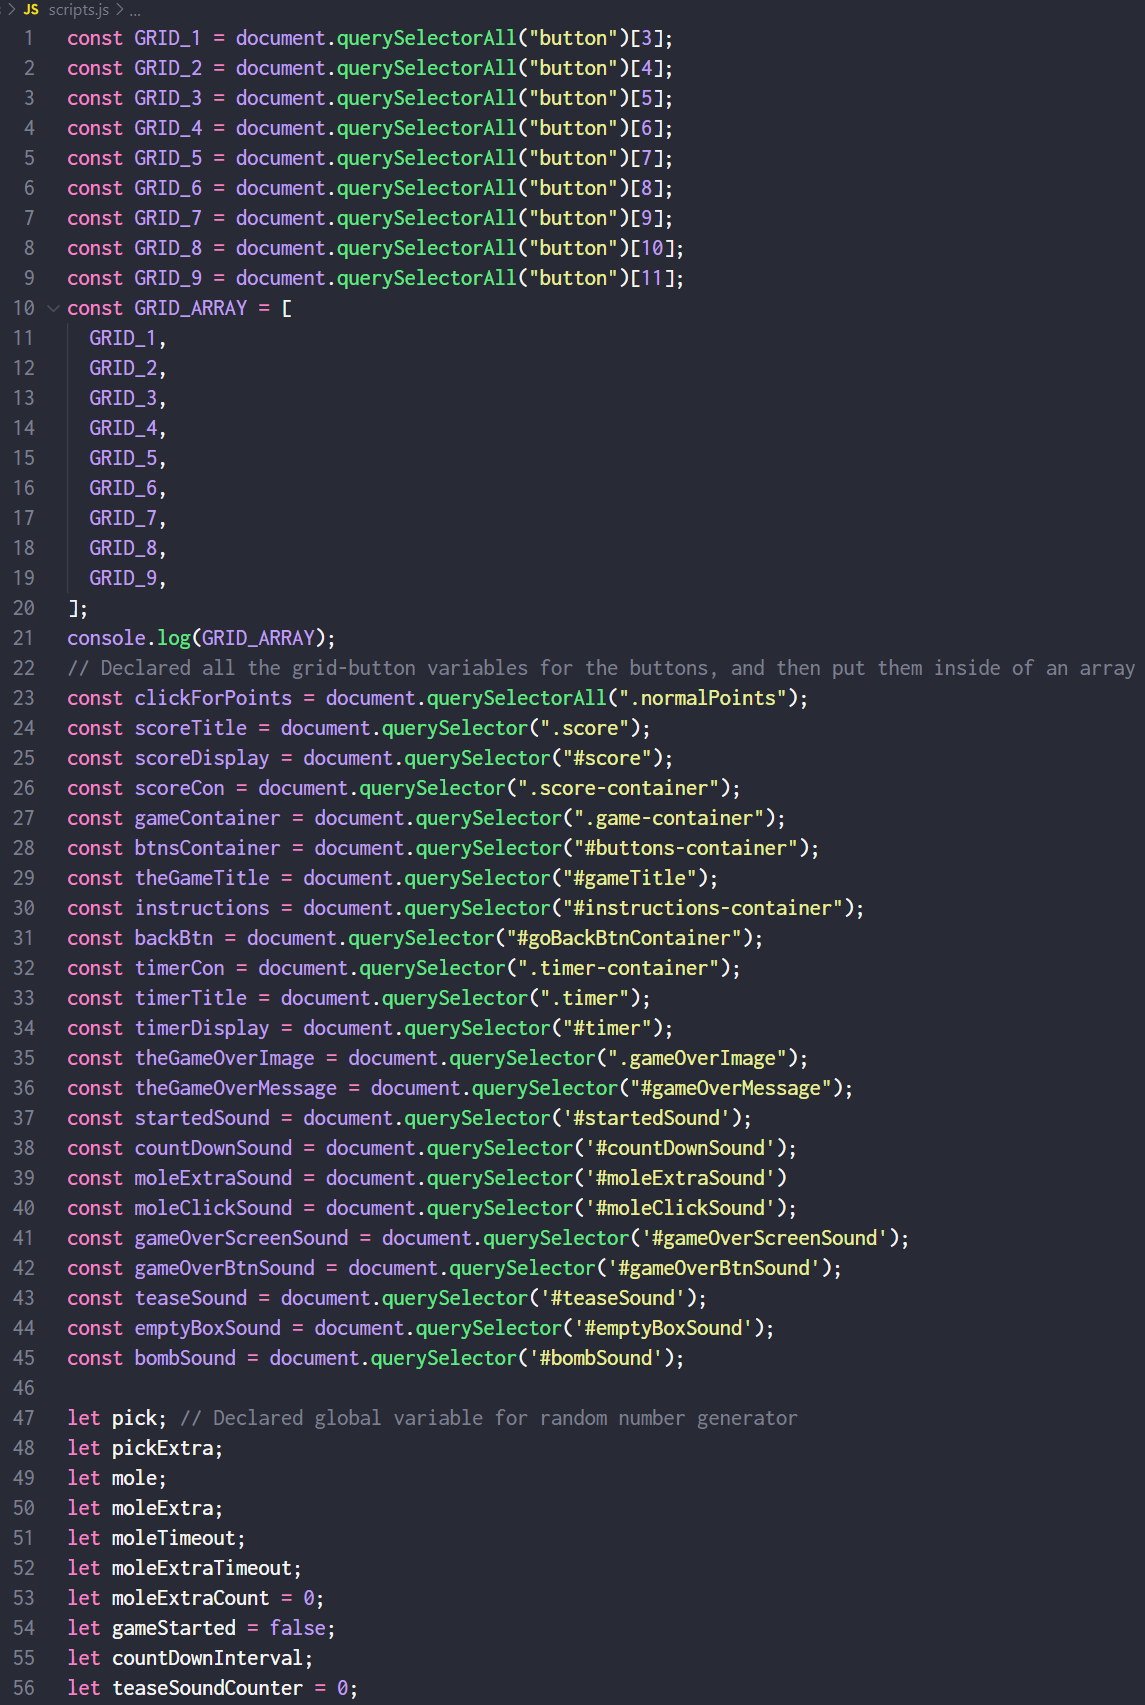 > JS scripts.js > ...
1 const GRID_1 = document.querySelectorAll("button")[3];
2 const GRID_2 = document.querySelectorAll("button")[4];
3 const GRID_3 = document.querySelectorAll("button")[5];
4 const GRID_4 = document.querySelectorAll("button")[6];
5 const GRID_5 = document.querySelectorAll("button")[7];
6 const GRID_6 = document.querySelectorAll("button")[8];
7 const GRID_7 = document.querySelectorAll("button")[9];
8 const GRID_8 = document.querySelectorAll("button")[10];
9 const GRID_9 = document.querySelectorAll("button")[11];
10 const GRID_ARRAY = [
11 GRID_1,
12 GRID_2,
13 GRID_3,
14 GRID_4,
15 GRID_5,
16 GRID_6,
17 GRID_7,
18 GRID_8,
19 GRID_9,
20 ];
21 console.log(GRID_ARRAY);
22 // Declared all the grid-button variables for the buttons, and then put them inside of an array
23 const clickForPoints = document.querySelectorAll(".normalPoints");
24 const scoreTitle = document.querySelector(".score");
25 const scoreDisplay = document.querySelector("#score");
26 const scoreCon = document.querySelector(".score-container");
27 const gameContainer = document.querySelector(".game-container");
28 const btnsContainer = document.querySelector("#buttons-container");
29 const theGameTitle = document.querySelector("#gameTitle");
30 const instructions = document.querySelector("#instructions-container");
31 const backBtn = document.querySelector("#goBackBtnContainer");
32 const timerCon = document.querySelector(".timer-container");
33 const timerTitle = document.querySelector(".timer");
34 const timerDisplay = document.querySelector("#timer");
35 const theGameOverImage = document.querySelector(".gameOverImage");
36 const theGameOverMessage = document.querySelector("#gameOverMessage");
37 const startedSound = document.querySelector('#startedSound');
38 const countDownSound = document.querySelector('#countDownSound');
39 const moleExtraSound = document.querySelector('#moleExtraSound')
40 const moleClickSound = document.querySelector('#moleClickSound');
41 const gameOverScreenSound = document.querySelector('#gameOverScreenSound');
42 const gameOverBtnSound = document.querySelector('#gameOverBtnSound');
43 const teaseSound = document.querySelector('#teaseSound');
44 const emptyBoxSound = document.querySelector('#emptyBoxSound');
45 const bombSound = document.querySelector('#bombSound');
46
47 let pick; // Declared global variable for random number generator
48 let pickExtra;
49 let mole;
50 let moleExtra;
51 let moleTimeout;
52 let moleExtraTimeout;
53 let moleExtraCount = 0;
54 let gameStarted = false;
55 let countDownInterval;
56 let teaseSoundCounter = 0;